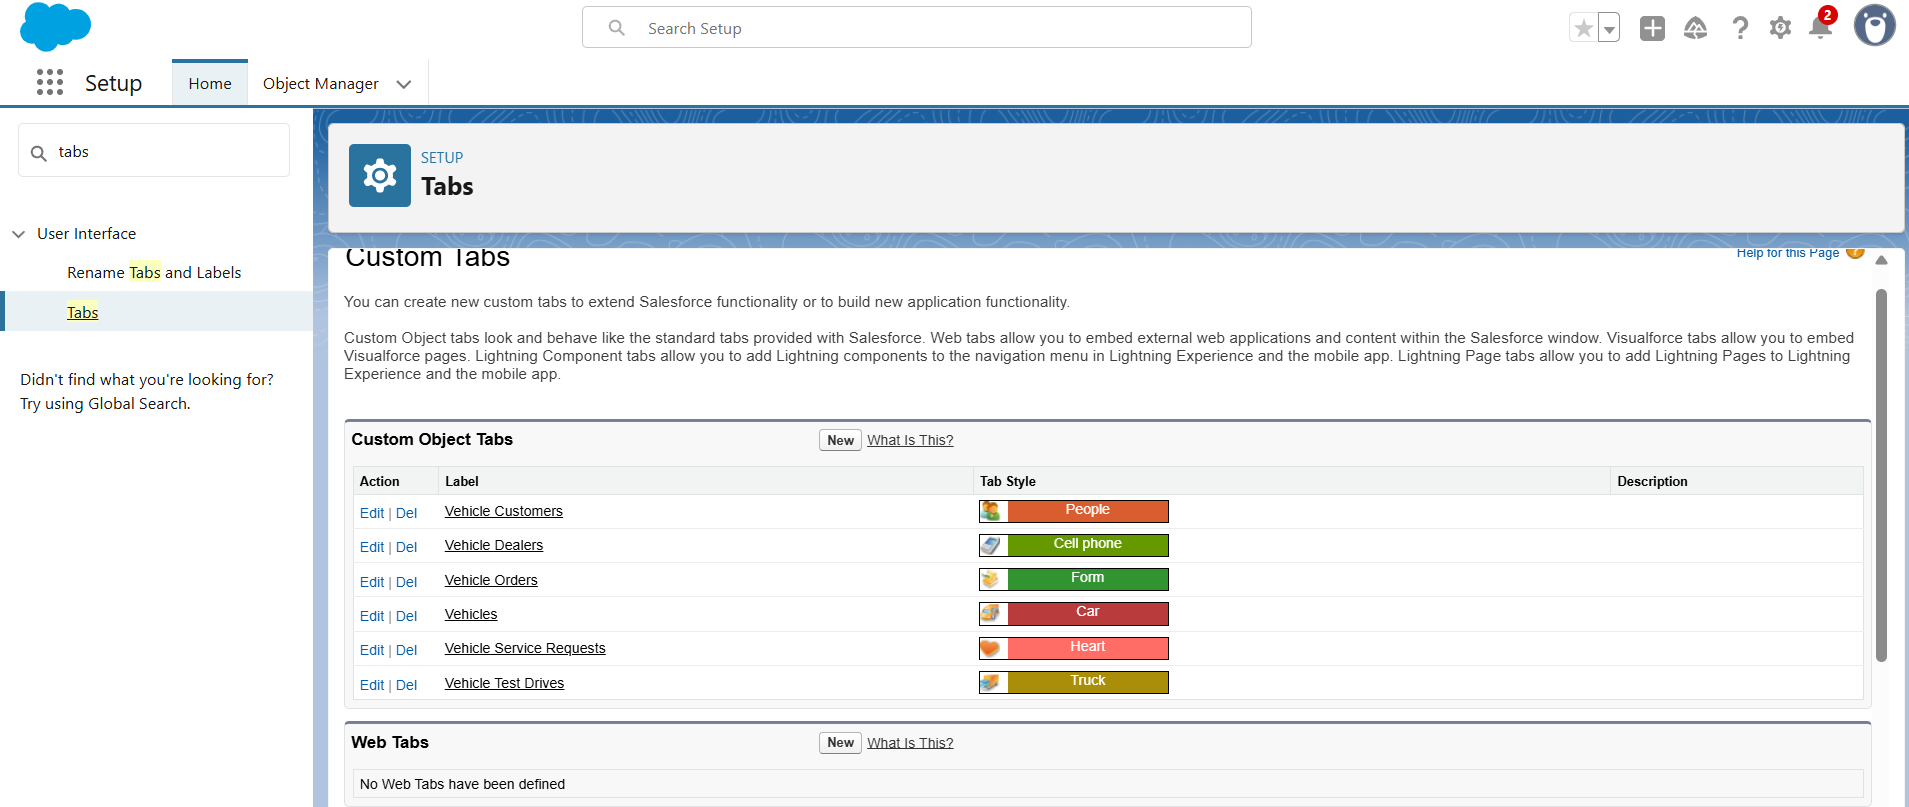 Search Setup
2
Setup
Home
Object Manager
tabs
User Interface
Rename Tabs and Labels
Tabs
Didn't find what you're looking for?
Try using Global Search.
SETUP
Tabs
Custom Tabs
Help for this Page ?
You can create new custom tabs to extend Salesforce functionality or to build new application functionality.
Custom Object tabs look and behave like the standard tabs provided with Salesforce. Web tabs allow you to embed external web applications and content within the Salesforce window. Visualforce tabs allow you to embed
Visualforce pages. Lightning Component tabs allow you to add Lightning components to the navigation menu in Lightning Experience and the mobile app. Lightning Page tabs allow you to add Lightning Pages to Lightning
Experience and the mobile app.
Custom Object Tabs New What Is This?
Action Label Tab Style Description
Edit | Del Vehicle Customers People
Edit | Del Vehicle Dealers Cell phone
Edit | Del Vehicle Orders Form
Edit | Del Vehicles Car
Edit | Del Vehicle Service Requests Heart
Edit | Del Vehicle Test Drives Truck
Web Tabs New What Is This?
No Web Tabs have been defined